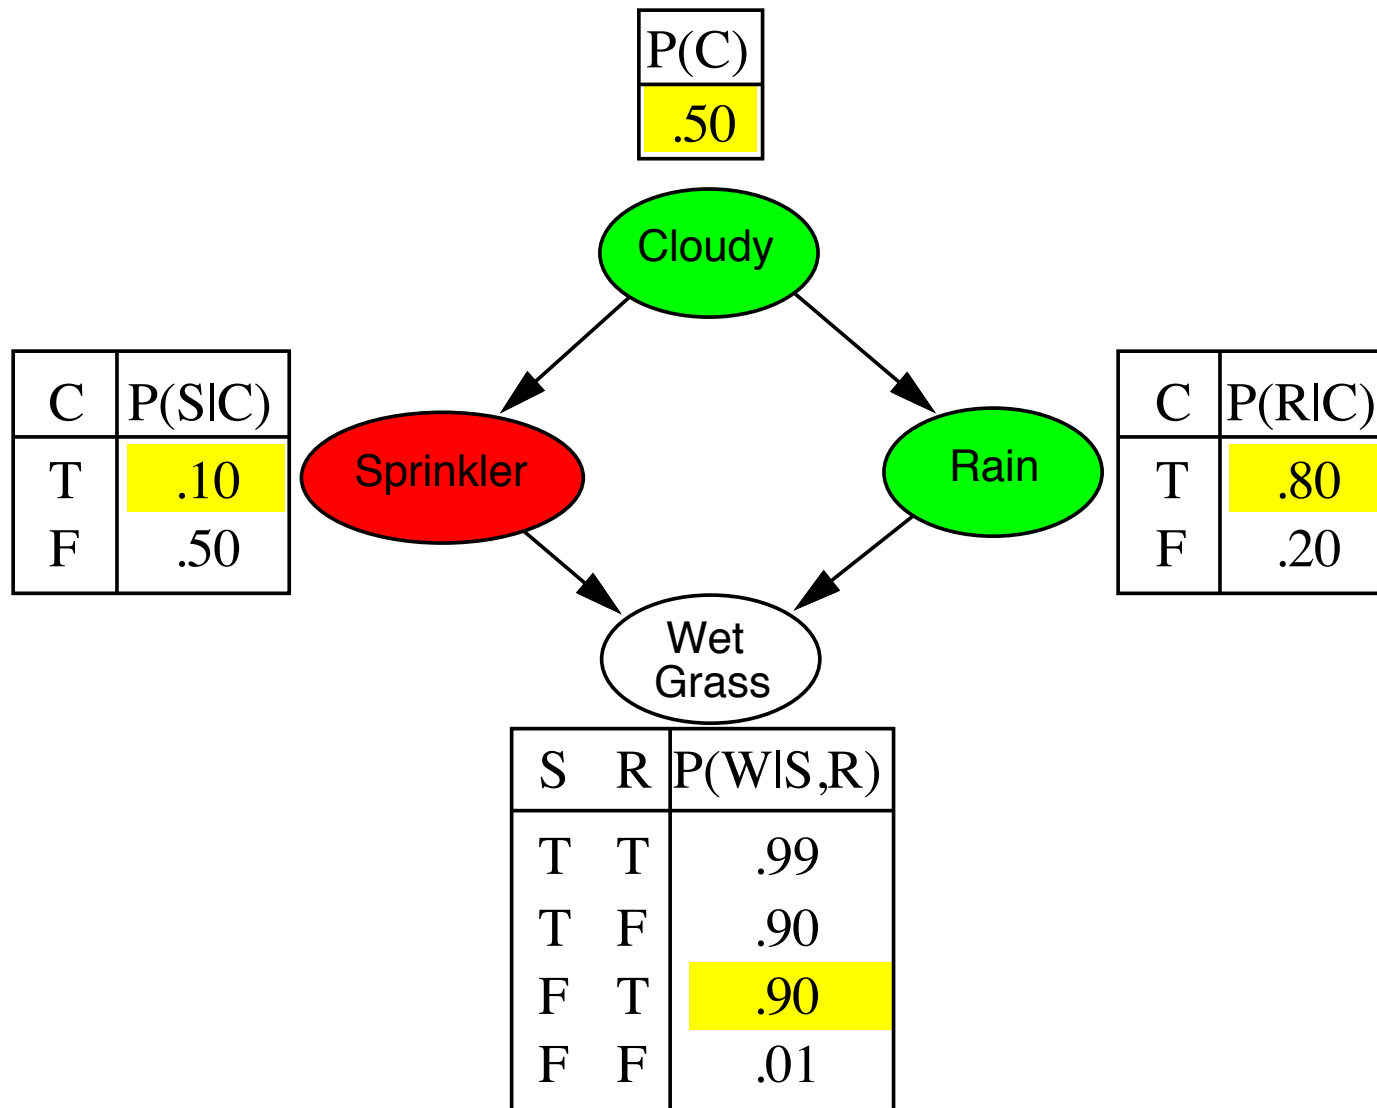 P(C)
.50
Cloudy
C P(S|C)
T .10
F .50
Sprinkler
Rain
C P(R|C)
T .80
F .20
Wet
Grass
S R P(W|S,R)
T T .99
T F .90
F T .90
F F .01